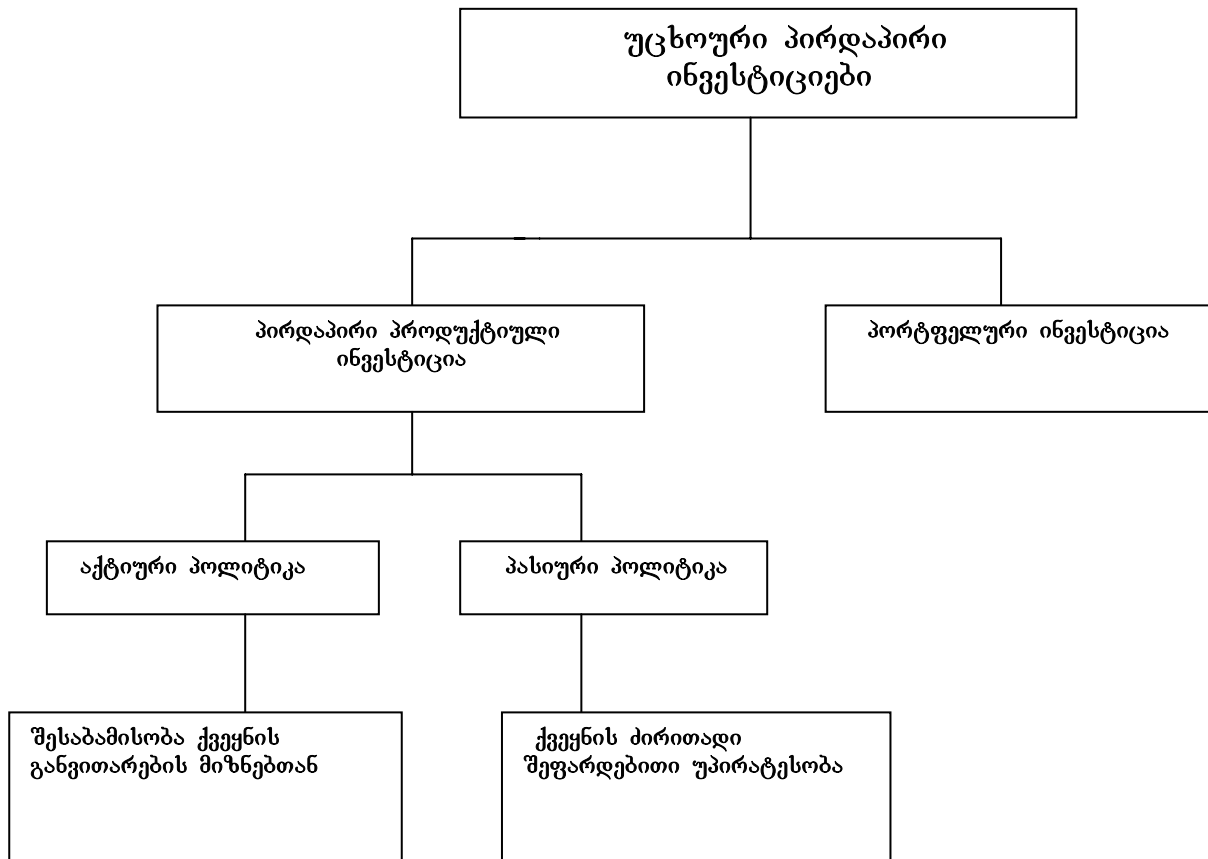 უცხოური პირდაპირი
ინვესტიციები
პირდაპირი პროდუქტიული
ინვესტიცია
პორტფელური ინვესტიცია
აქტიური პოლიტიკა
პასიური პოლიტიკა
შესაბამისობა ქვეყნის
განვითარების მიზნებთან
ქვეყნის ძირითადი
შეფარდებითი უპირატესობა